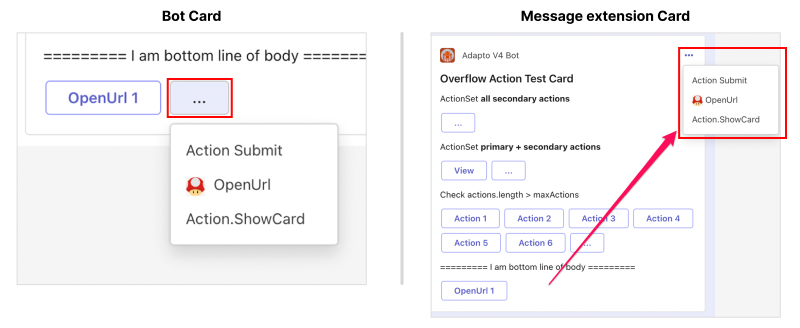 Bot Card
========= I am bottom line of body =======
OpenUrl 1
...
Action Submit
OpenUrl
Action.ShowCard
Message extension Card
Adapto V4 Bot
...
Overflow Action Test Card
ActionSet all secondary actions
...
ActionSet primary + secondary actions
View ...
Check actions.length > maxActions
Action 1 Action 2 Action 3 Action 4
Action 5 Action 6 ...
========= I am bottom line of body =========
OpenUrl 1
Action Submit
OpenUrl
Action.ShowCard